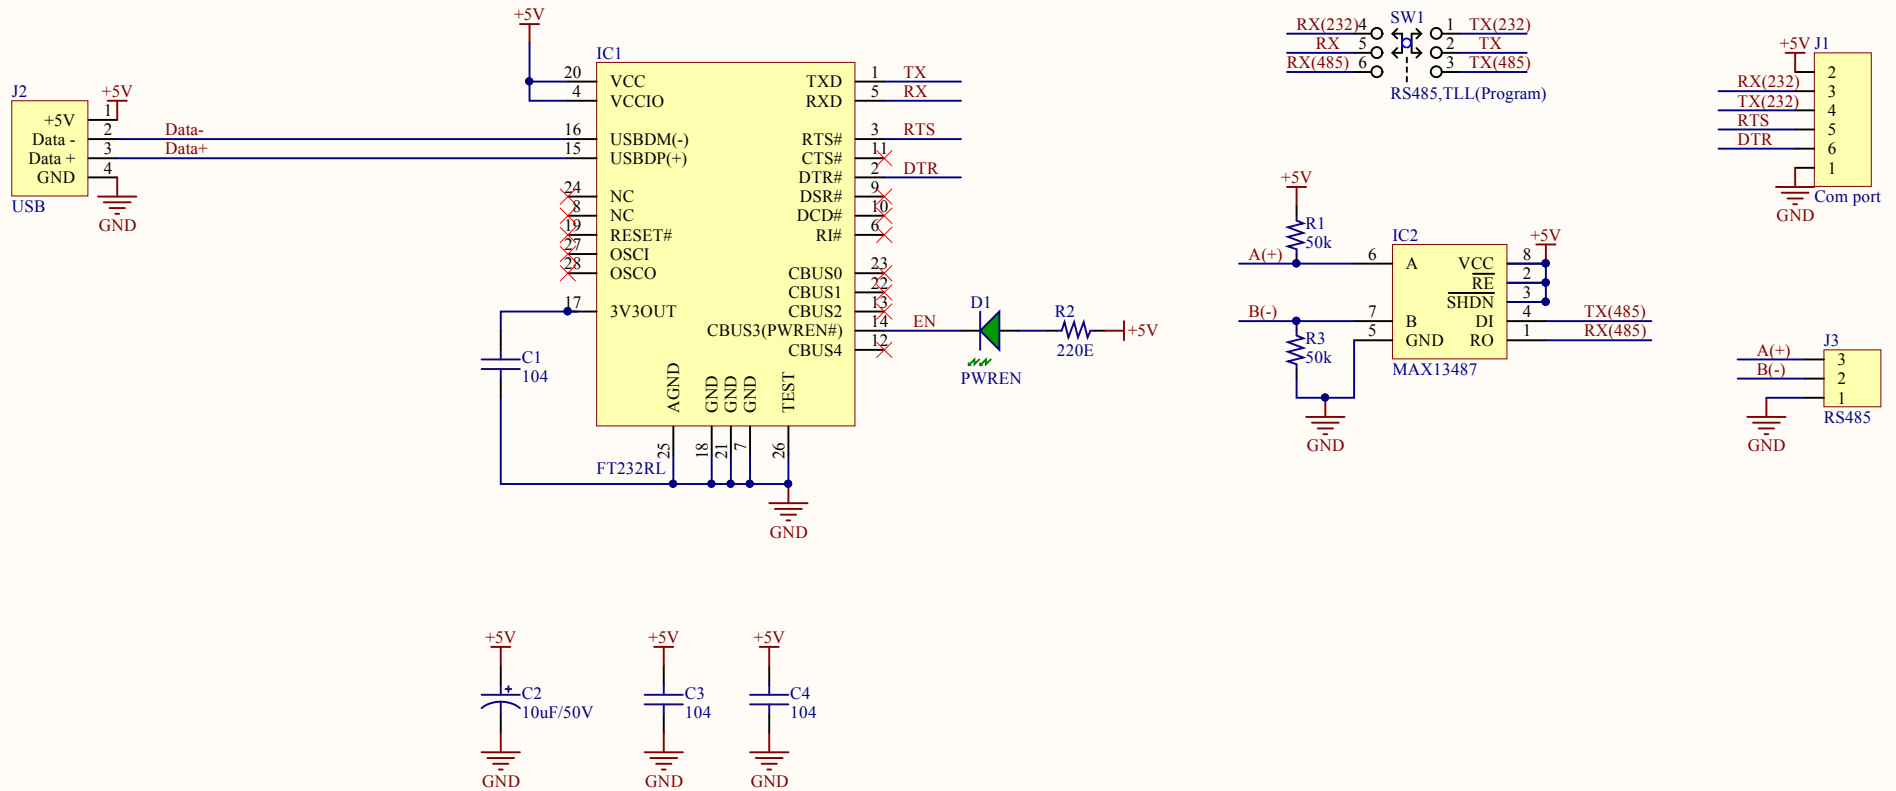 J2
+5V
+5V 1
Data - 2 Data-
Data + 3 Data+
GND 4
USB
GND
+5V
IC1
20 VCC TXD 1 TX
4 VCCIO RXD 5 RX
16 USBDM(-) RTS# 3 RTS
15 USBDP(+) CTS# 11
DTR# 2 DTR
24 NC DSR# 9
8 NC DCD# 10
19 RESET# RI# 6
27 OSCI
28 OSCO CBUS0 23
CBUS1 22
17 3V3OUT CBUS2 13
CBUS3(PWREN#) 14 EN
CBUS4 12
AGND GND GND GND TEST
25 18 21 7 26
FT232RL
GND
C1
104
D1
PWREN
R2
220E
+5V
SW1
RX(232) 4 1 TX(232)
RX 5 2 TX
RX(485) 6 3 TX(485)
RS485,TLL(Program)
+5V J1
2
RX(232) 3
TX(232) 4
RTS 5
DTR 6
1
GND
Com port
+5V
R1
50k
IC2
+5V
A(+) 6 A VCC 8
RE 2
SHDN 3
B(-) 7 B DI 4 TX(485)
5 GND RO 1 RX(485)
R3
50k
MAX13487
GND
J3
A(+) 3
B(-) 2
1
RS485
GND
+5V
+
C2
10uF/50V
GND
+5V
C3
104
GND
+5V
C4
104
GND